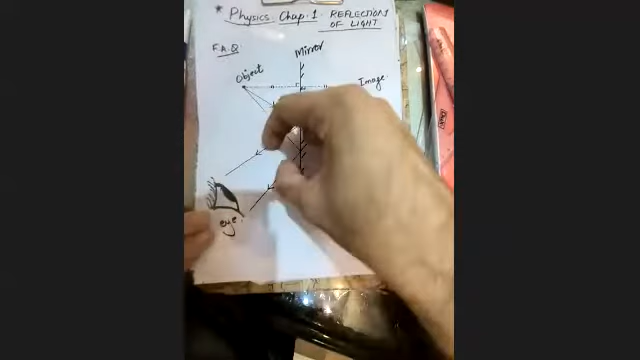 * Physics Chap. 1 REFLECTION
OF LIGHT
F.A.Q
Mirror
Object
Image
eye.